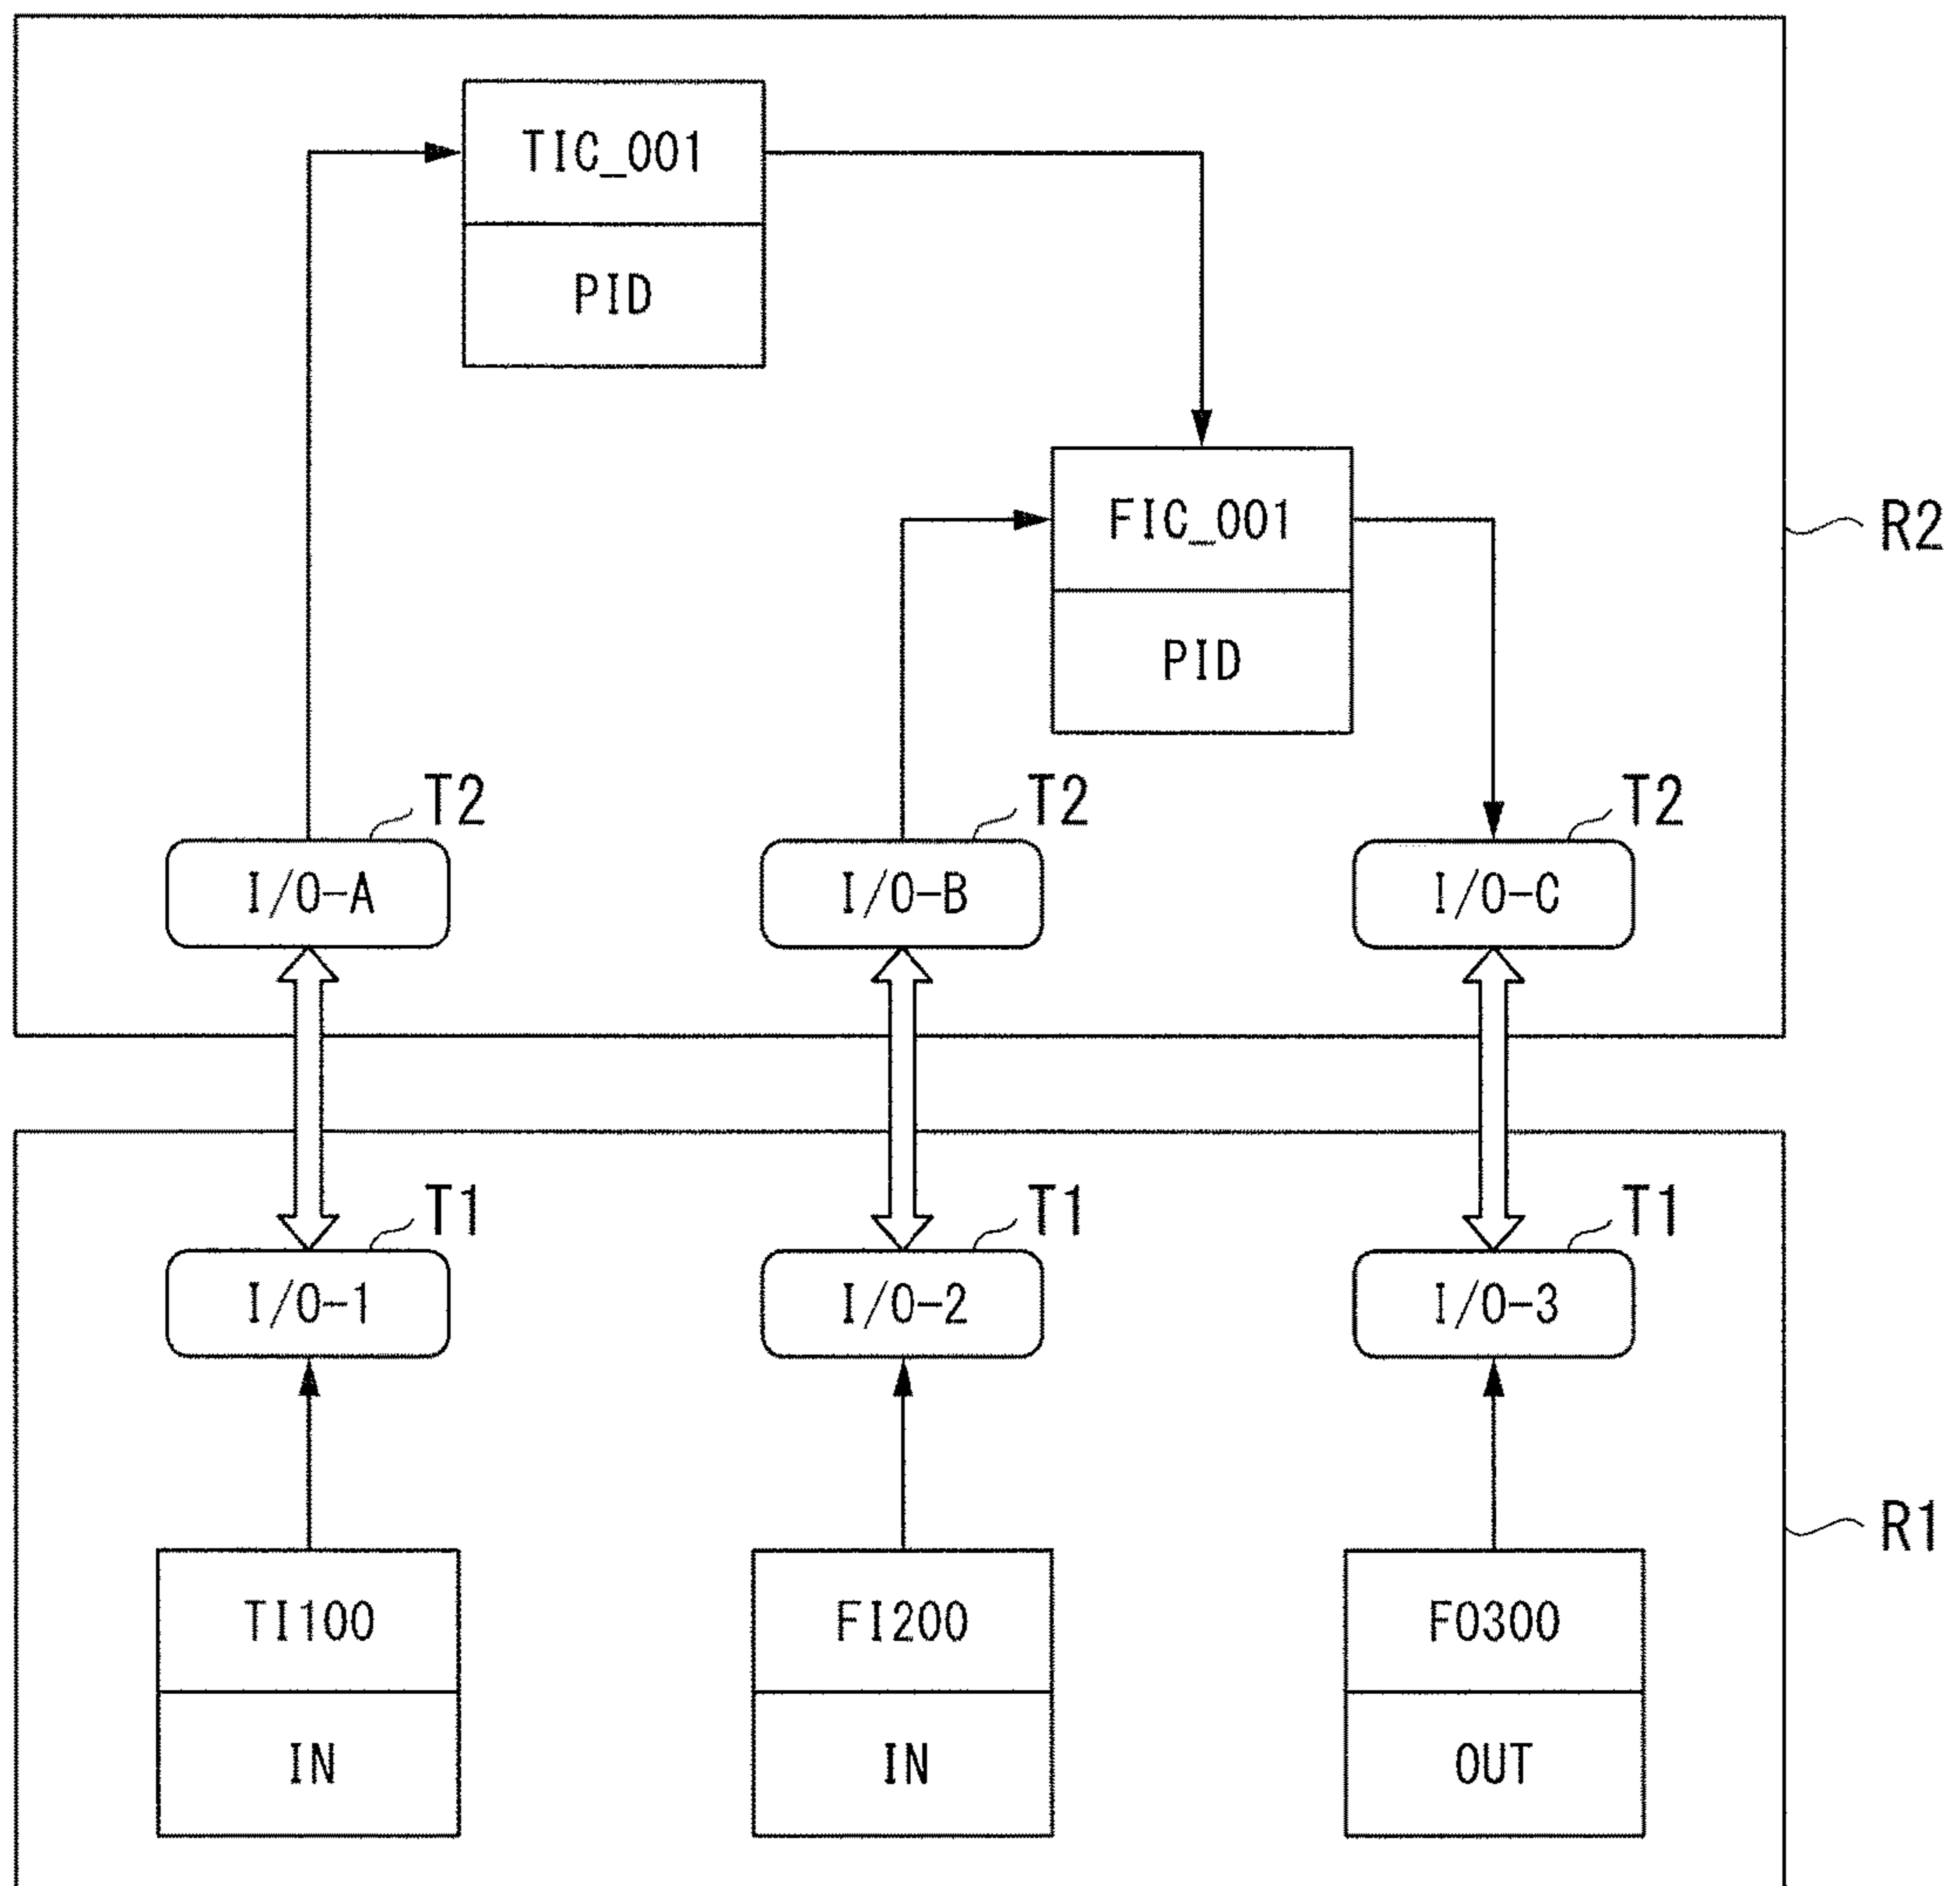 TIC_001
PID
FIC_001
PID
R2
T2
T2
T2
I/O-A
I/O-B
I/O-C
T1
T1
T1
I/O-1
I/O-2
I/O-3
R1
TI100
FI200
FO300
IN
IN
OUT